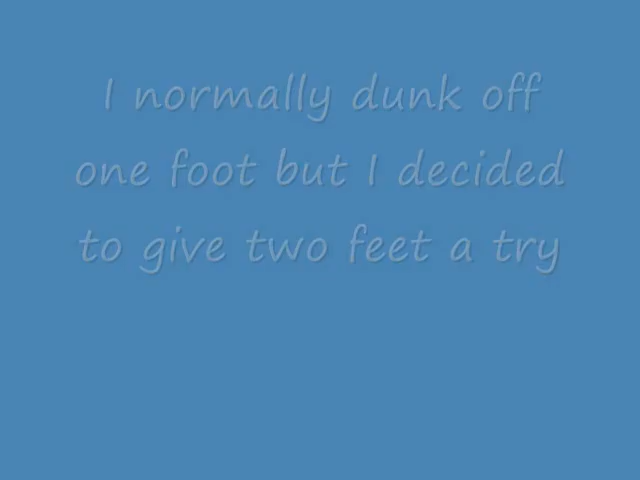 I normally dunk off
one foot but I decided
to give two feet a try